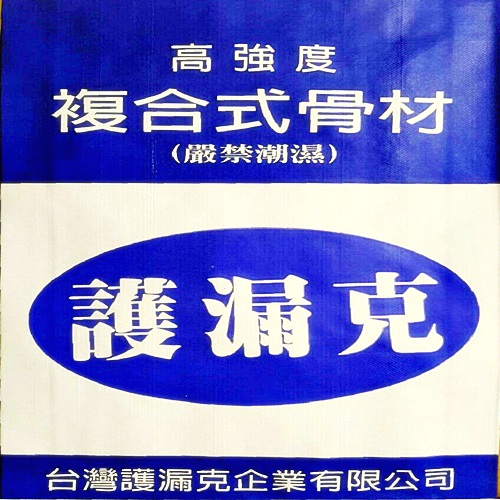 高強度
複合式骨材
(嚴禁潮濕)
護漏克
台灣護漏克企業有限公司